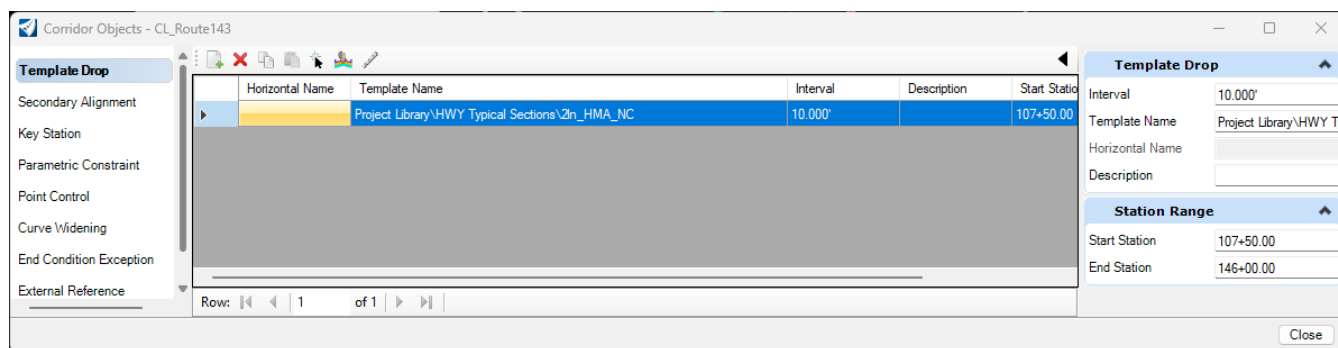 Corridor Objects - CL_Route143
Template Drop
Secondary Alignment
Key Station
Parametric Constraint
Point Control
Curve Widening
End Condition Exception
External Reference
Horizontal Name Template Name Interval Description Start Statio
Project Library\HWY Typical Sections\2ln_HMA_NC 10.000' 107+50.00
Row: 1 of 1
Template Drop
Interval 10.000'
Template Name Project Library\HWY T
Horizontal Name
Description
Station Range
Start Station 107+50.00
End Station 146+00.00
Close